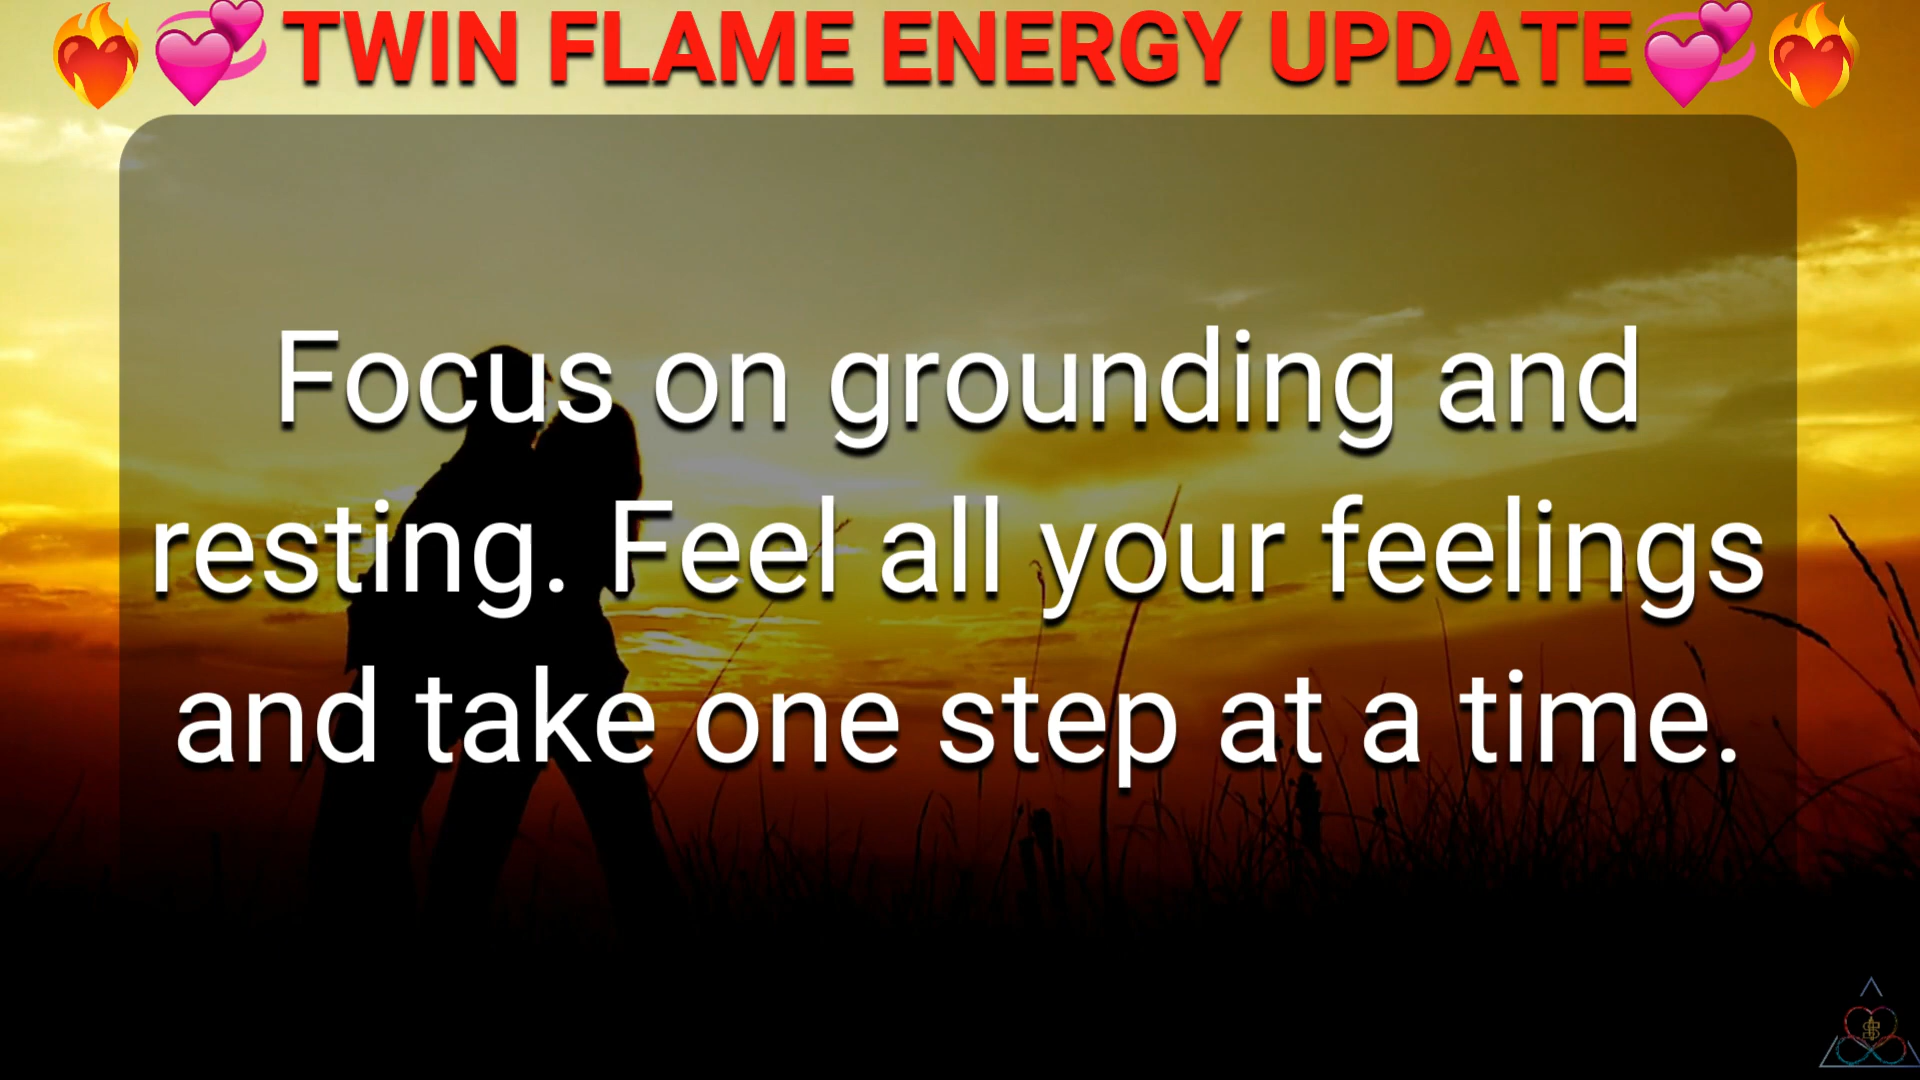 ❤️‍🔥💞TWIN FLAME ENERGY UPDATE💞❤️‍🔥
Focus on grounding and
resting. Feel all your feelings
and take one step at a time.